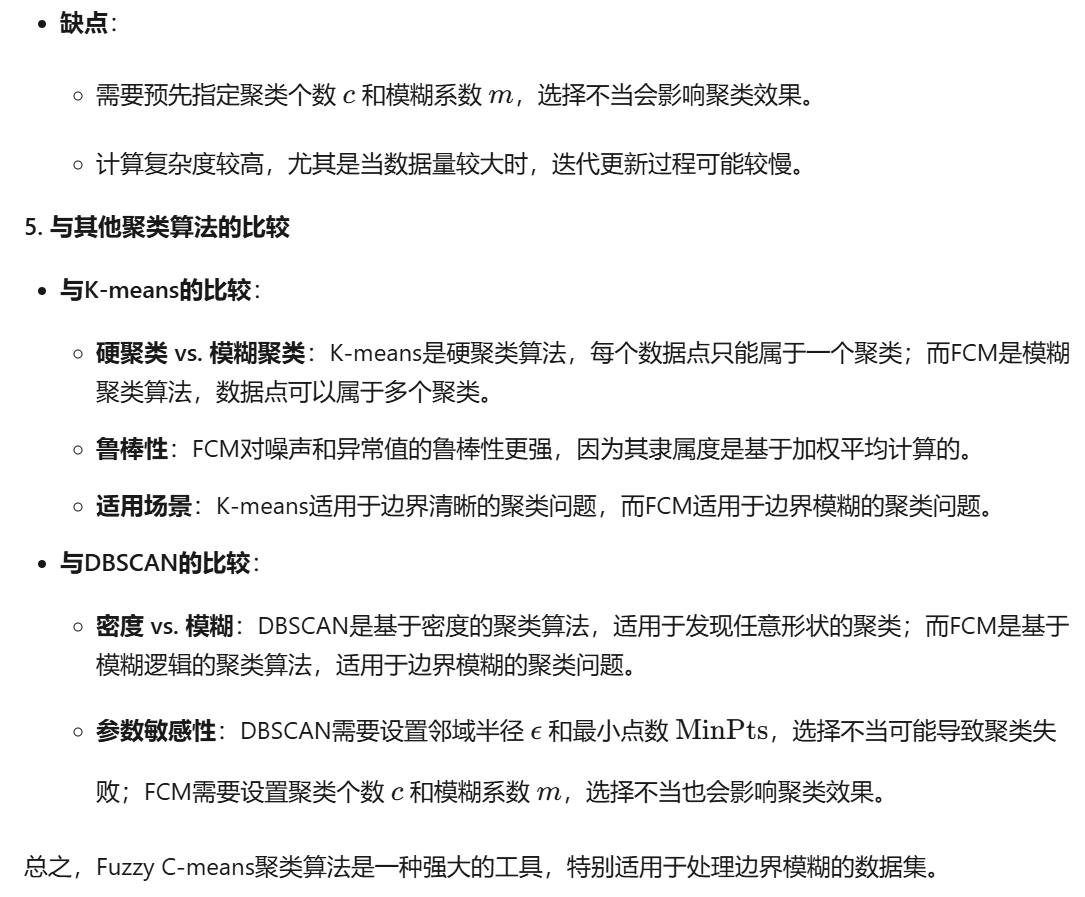 • 缺点：
○ 需要预先指定聚类个数 c 和模糊系数 m，选择不当会影响聚类效果。
○ 计算复杂度较高，尤其是当数据量较大时，迭代更新过程可能较慢。
5. 与其他聚类算法的比较
• 与K-means的比较：
○ 硬聚类 vs. 模糊聚类：K-means是硬聚类算法，每个数据点只能属于一个聚类；而FCM是模糊
聚类算法，数据点可以属于多个聚类。
○ 鲁棒性：FCM对噪声和异常值的鲁棒性更强，因为其隶属度是基于加权平均计算的。
○ 适用场景：K-means适用于边界清晰的聚类问题，而FCM适用于边界模糊的聚类问题。
• 与DBSCAN的比较：
○ 密度 vs. 模糊：DBSCAN是基于密度的聚类算法，适用于发现任意形状的聚类；而FCM是基于
模糊逻辑的聚类算法，适用于边界模糊的聚类问题。
○ 参数敏感性：DBSCAN需要设置邻域半径 ϵ 和最小点数 MinPts，选择不当可能导致聚类失
败；FCM需要设置聚类个数 c 和模糊系数 m，选择不当也会影响聚类效果。
总之，Fuzzy C-means聚类算法是一种强大的工具，特别适用于处理边界模糊的数据集。